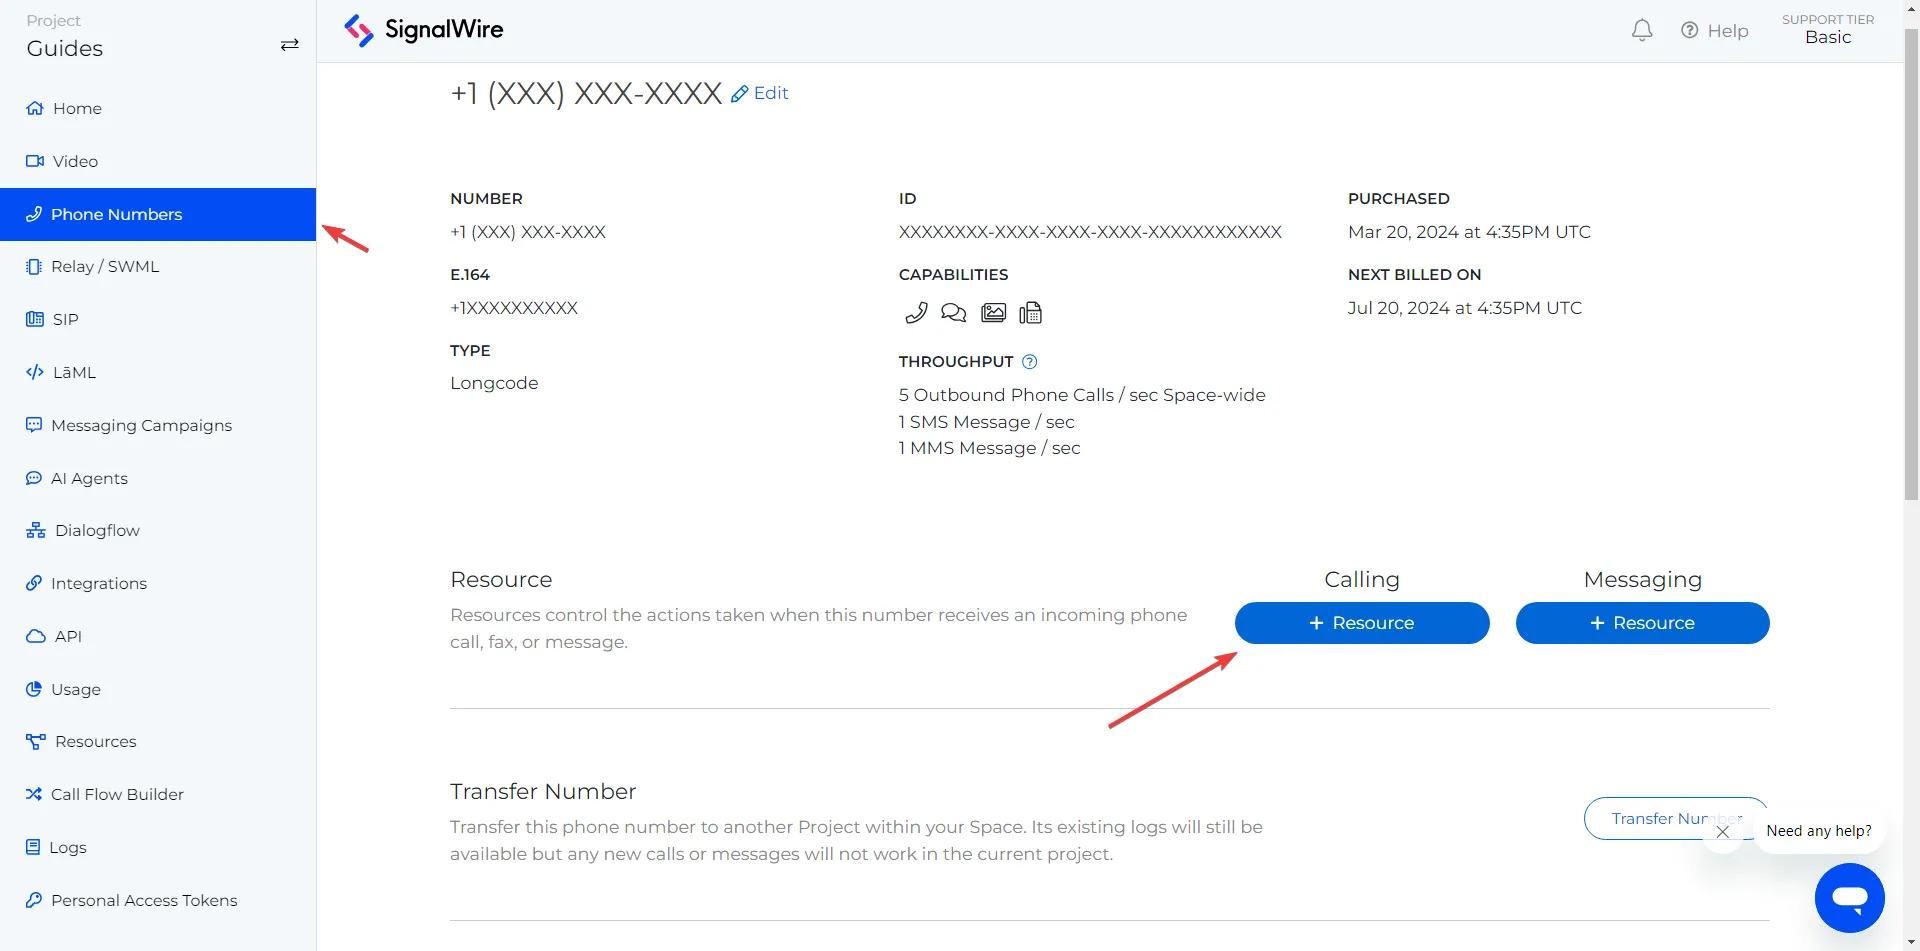 Project
Guides
Home
Video
Phone Numbers
Relay / SWML
SIP
LāML
Messaging Campaigns
AI Agents
Dialogflow
Integrations
API
Usage
Resources
Call Flow Builder
Logs
Personal Access Tokens
SignalWire
Help
SUPPORT TIER
Basic
+1 (XXX) XXX-XXXX Edit
NUMBER
+1 (XXX) XXX-XXXX
E.164
+1XXXXXXXXXX
TYPE
Longcode
ID
XXXXXXXX-XXXX-XXXX-XXXX-XXXXXXXXXXXX
CAPABILITIES
THROUGHPUT
5 Outbound Phone Calls / sec Space-wide
1 SMS Message / sec
1 MMS Message / sec
PURCHASED
Mar 20, 2024 at 4:35PM UTC
NEXT BILLED ON
Jul 20, 2024 at 4:35PM UTC
Resource
Resources control the actions taken when this number receives an incoming phone
call, fax, or message.
Calling
+ Resource
Messaging
+ Resource
Transfer Number
Transfer this phone number to another Project within your Space. Its existing logs will still be
available but any new calls or messages will not work in the current project.
Transfer Number
Need any help?